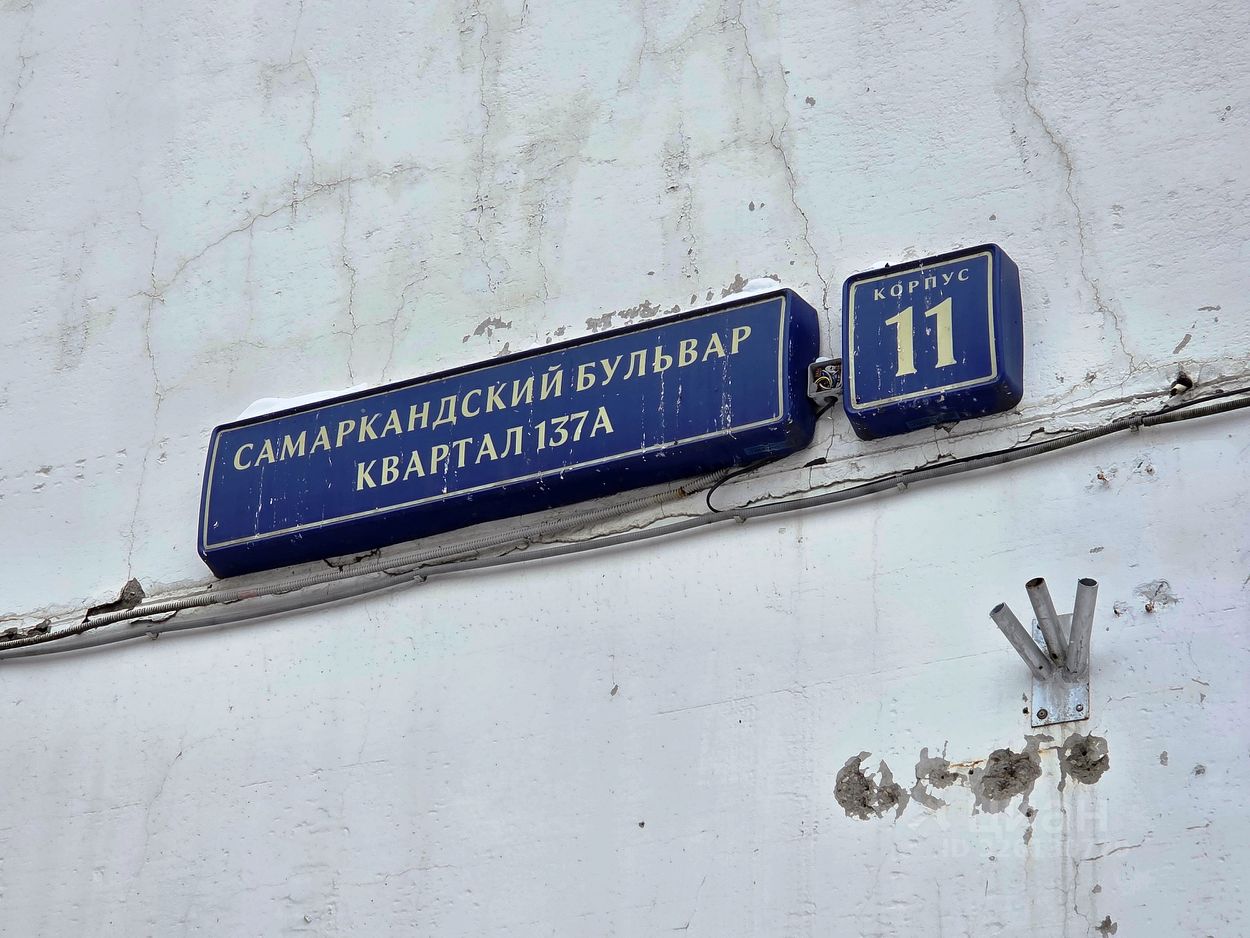 САМАРКАНДСКИЙ БУЛЬВАР
КВАРТАЛ 137А
КОРПУС
11